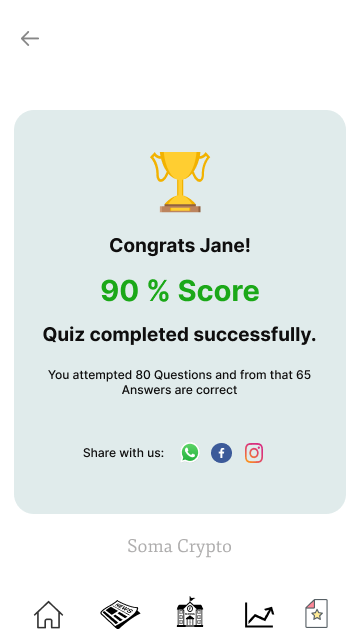 Congrats Jane!
90 % Score
Quiz completed successfully.
You attempted 80 Questions and from that 65
Answers are correct
Share with us:
Soma Crypto
NEWS